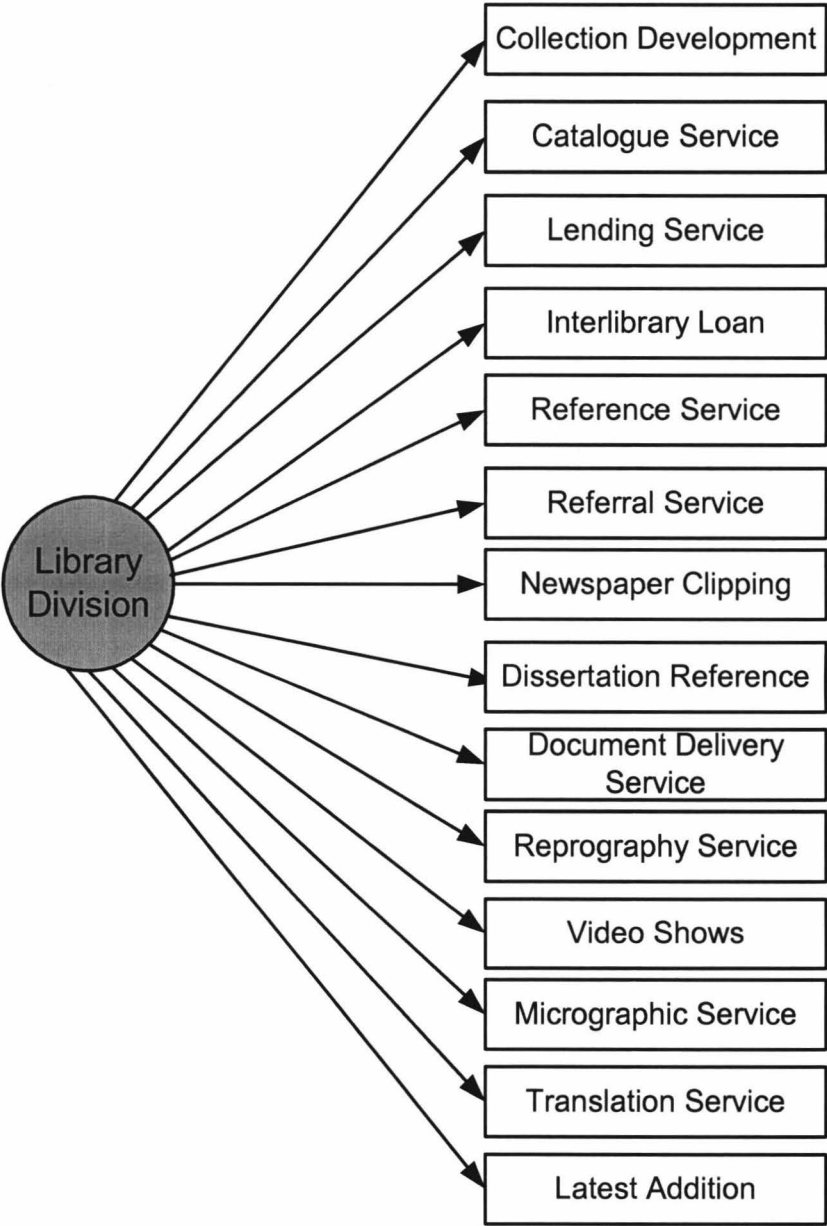 Collection Development
Catalogue Service
Lending Service
Interlibrary Loan
Reference Service
Referral Service
Library
Division
Newspaper Clipping
Dissertation Reference
Document Delivery
Service
Reprography Service
Video Shows
Micrographic Service
Translation Service
Latest Addition